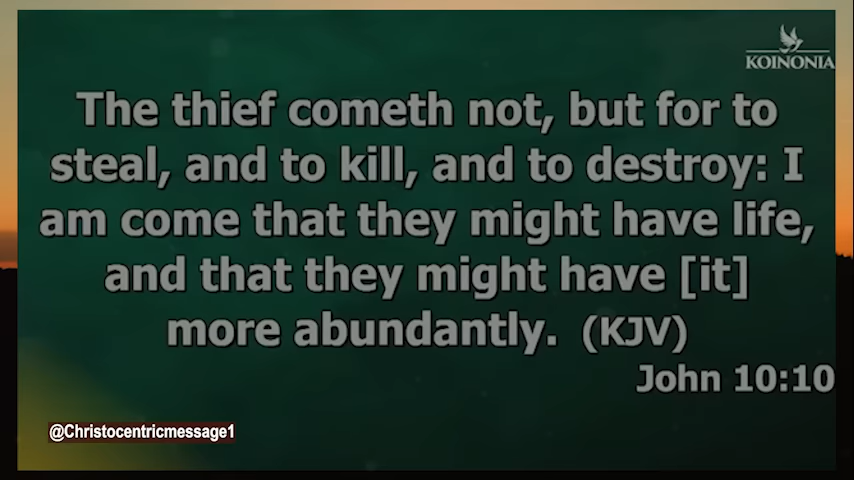 KOINONIA
The thief cometh not, but for to
steal, and to kill, and to destroy: I
am come that they might have life,
and that they might have [it]
more abundantly. (KJV)
John 10:10
@Christocentricmessage1